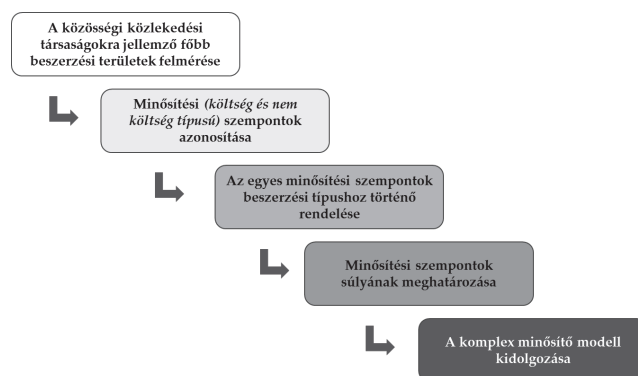 A közösségi közlekedési
társaságokra jellemző főbb
beszerzési területek felmérése
Minősítési (költség és nem
költség típusú) szempontok
azonosítása
Az egyes minősítési szempontok
beszerzési típushoz történő
rendelése
Minősítési szempontok
súlyának meghatározása
A komplex minősítő modell
kidolgozása